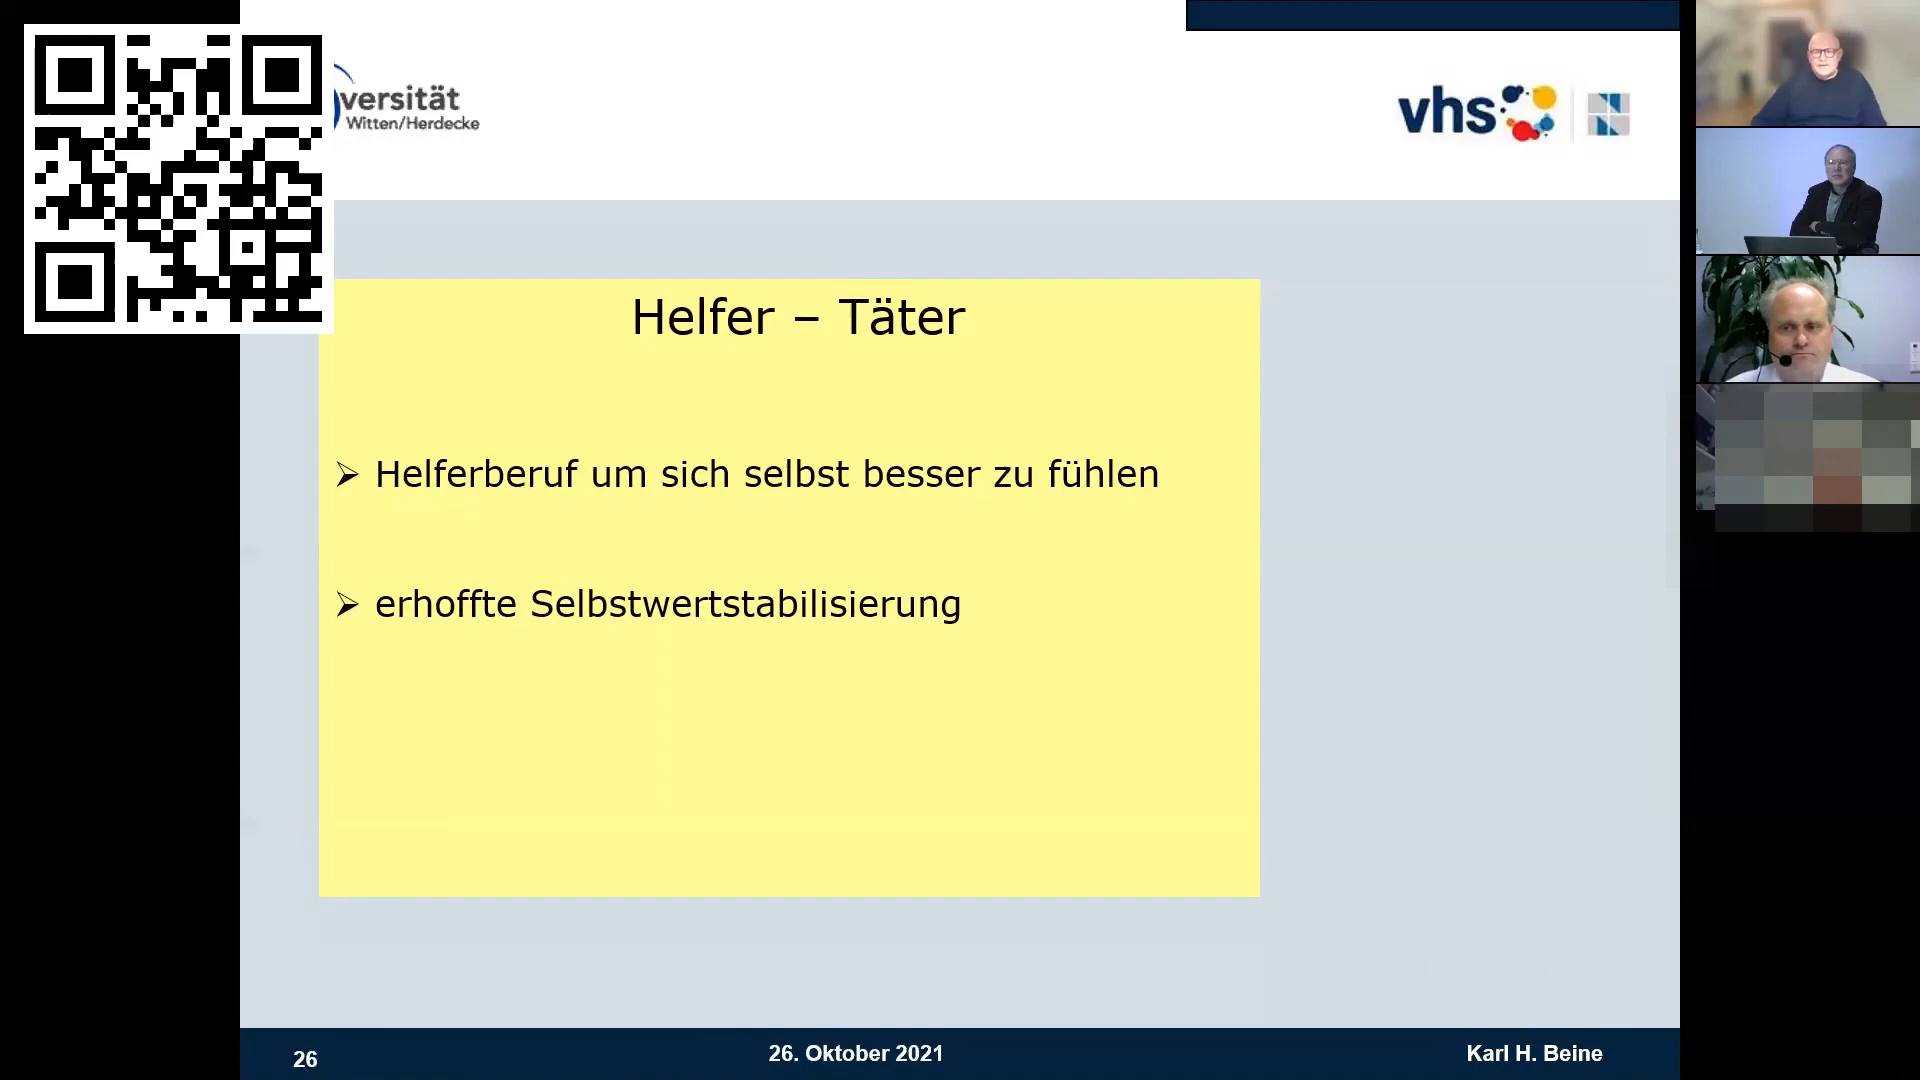 versität
Witten/Herdecke
vhs
Helfer – Täter
➢ Helferberuf um sich selbst besser zu fühlen
➢ erhoffte Selbstwertstabilisierung
26
26. Oktober 2021
Karl H. Beine